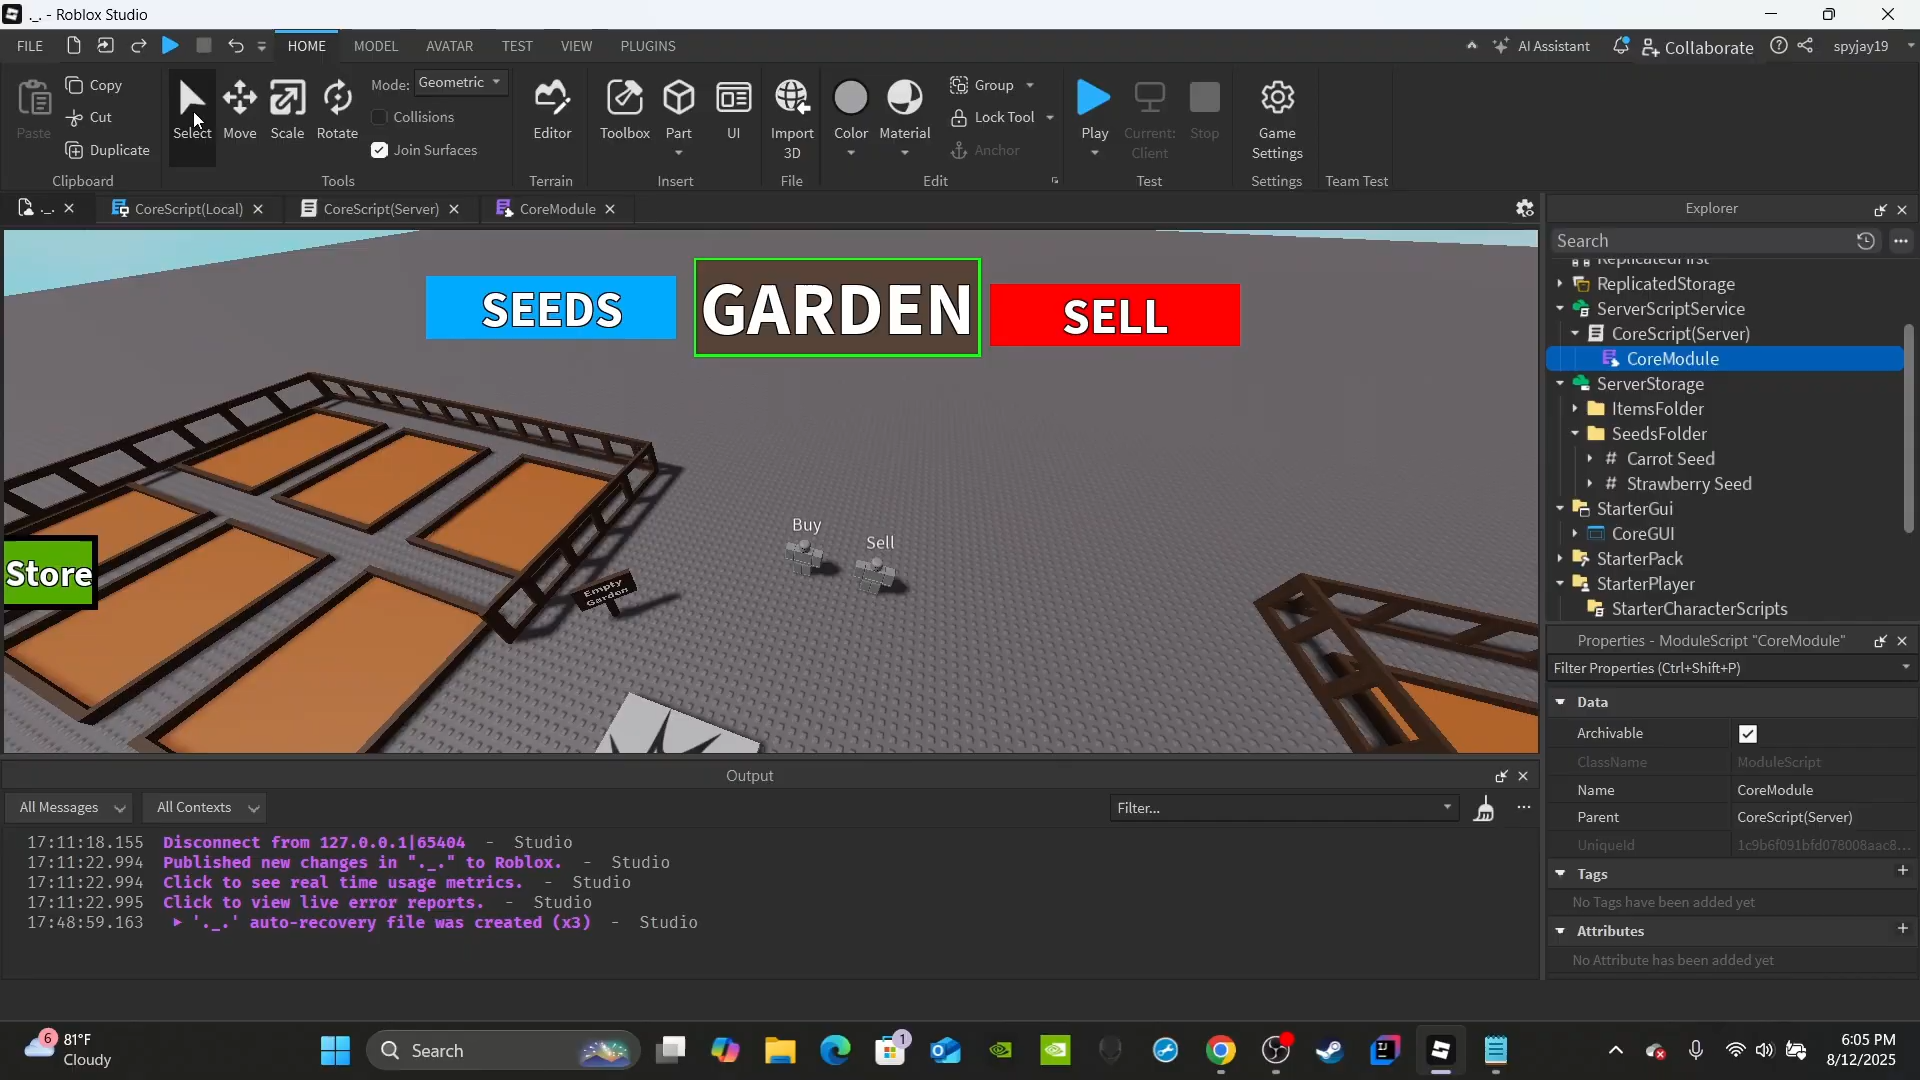 ._. - Roblox Studio
FILE
HOME
MODEL
AVATAR
TEST
VIEW
PLUGINS
AI Assistant
Collaborate
spyjay19
Paste
Copy
Cut
Duplicate
Clipboard
Select
Move
Scale
Rotate
Mode: Geometric
Collisions
Join Surfaces
Tools
Editor
Terrain
Toolbox
Part
UI
Insert
Import
3D
File
Color
Material
Group
Lock Tool
Anchor
Edit
Play
Current:
Client
Stop
Test
Game
Settings
Settings
Team Test
._.
CoreScript(Local)
CoreScript(Server)
CoreModule
SEEDS
GARDEN
SELL
Buy
Sell
Store
Empty
Garden
Explorer
Search
ReplicatedFirst
ReplicatedStorage
ServerScriptService
CoreScript(Server)
CoreModule
ServerStorage
ItemsFolder
SeedsFolder
# Carrot Seed
# Strawberry Seed
StarterGui
CoreGUI
StarterPack
StarterPlayer
StarterCharacterScripts
Properties - ModuleScript "CoreModule"
Filter Properties (Ctrl+Shift+P)
Data
Archivable
ClassName ModuleScript
Name CoreModule
Parent CoreScript(Server)
UniqueId 1c9b6f091bfd078008aac8...
Tags
No Tags have been added yet
Attributes
No Attribute has been added yet
Output
All Messages
All Contexts
Filter...
17:11:18.155 Disconnect from 127.0.0.1|65404 - Studio
17:11:22.994 Published new changes in "._." to Roblox. - Studio
17:11:22.994 Click to see real time usage metrics. - Studio
17:11:22.995 Click to view live error reports. - Studio
17:48:59.163 ▶ '._.' auto-recovery file was created (x3) - Studio
6
81°F
Cloudy
Search
1
6:05 PM
8/12/2025